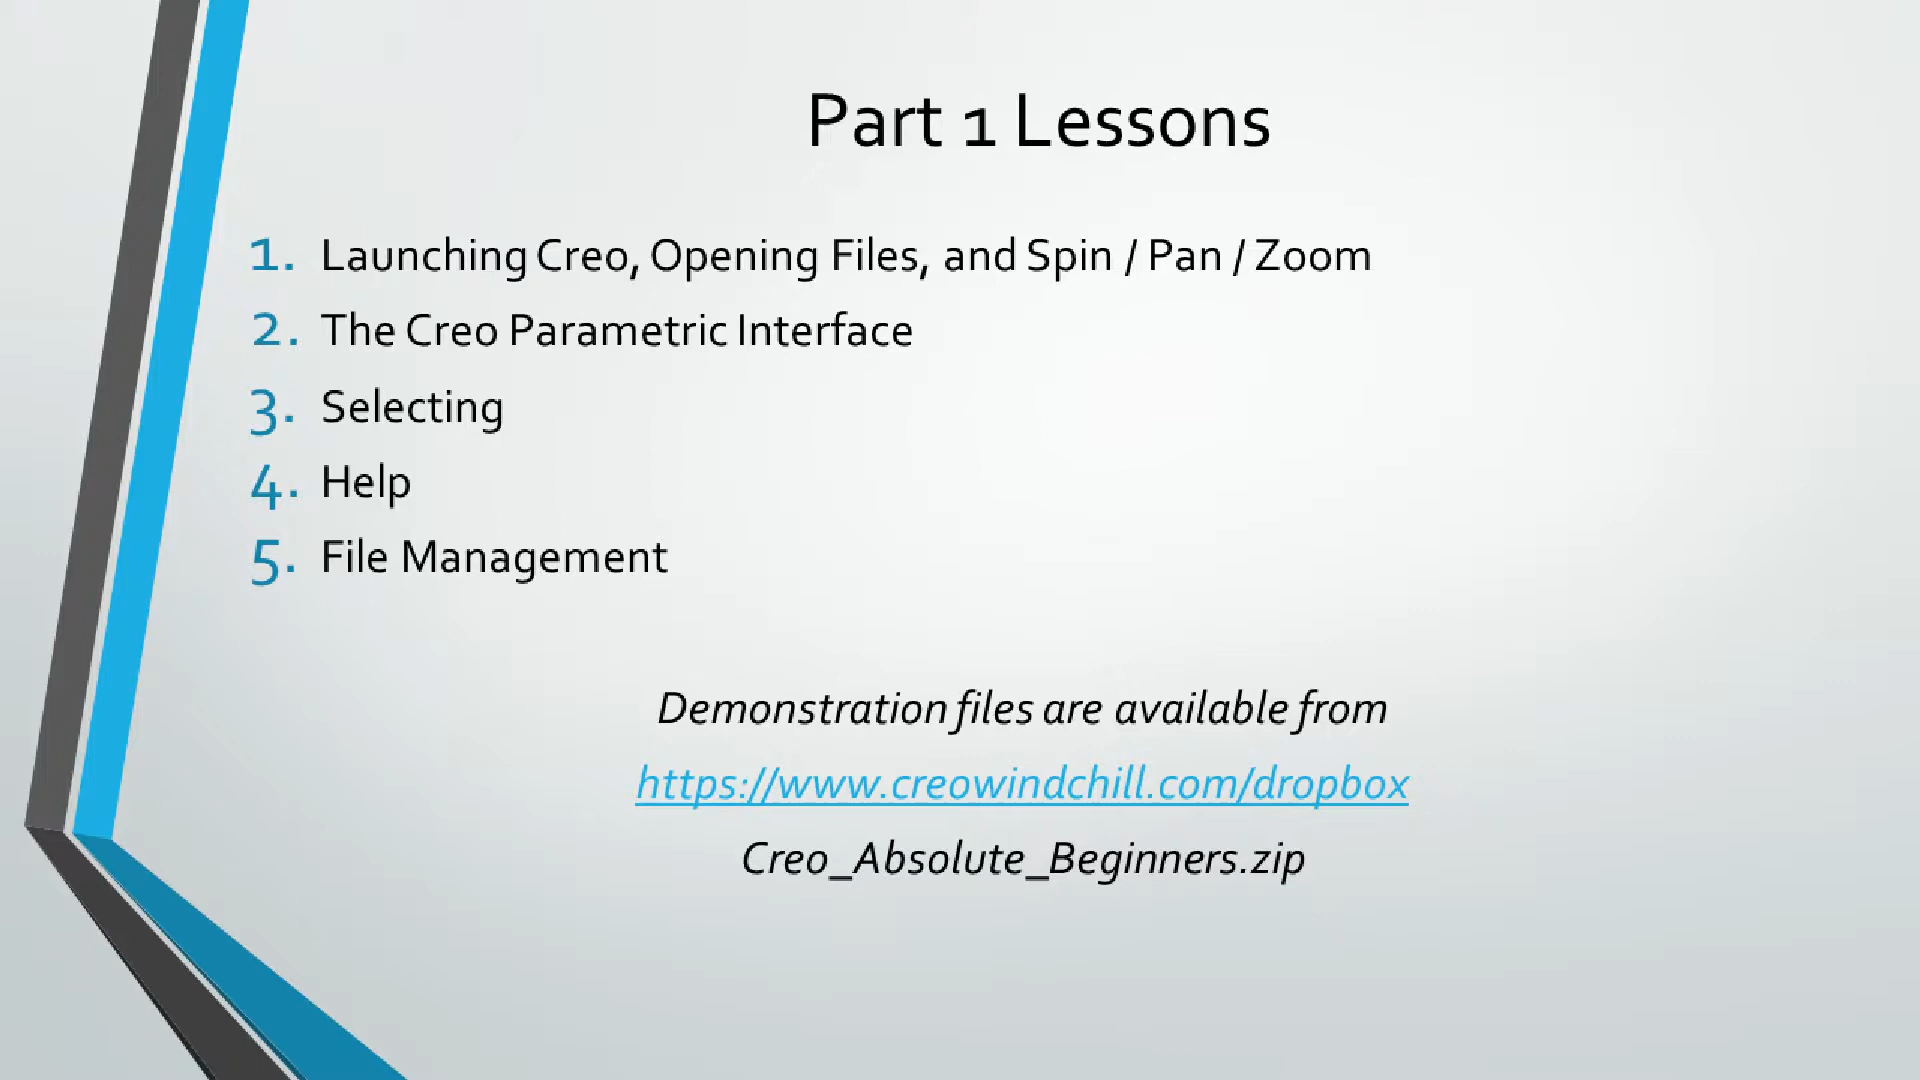 Part 1 Lessons
1. Launching Creo, Opening Files, and Spin / Pan / Zoom
2. The Creo Parametric Interface
3. Selecting
4. Help
5. File Management
Demonstration files are available from
https://www.creowindchill.com/dropbox
Creo_Absolute_Beginners.zip